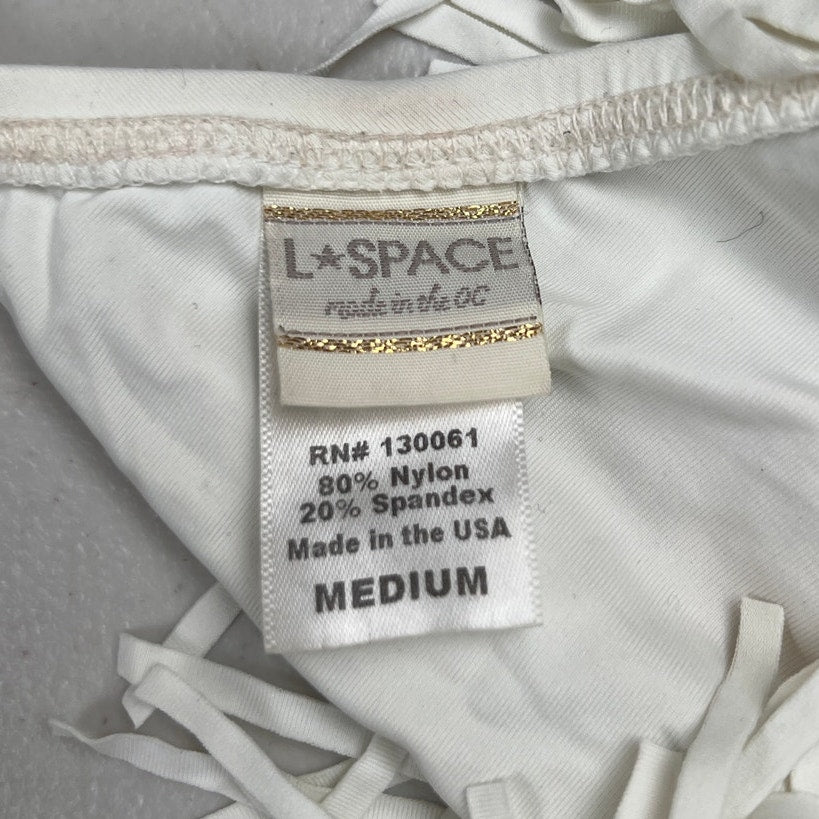 L★SPACE
made in the OC
RN# 130061
80% Nylon
20% Spandex
Made in the USA
MEDIUM